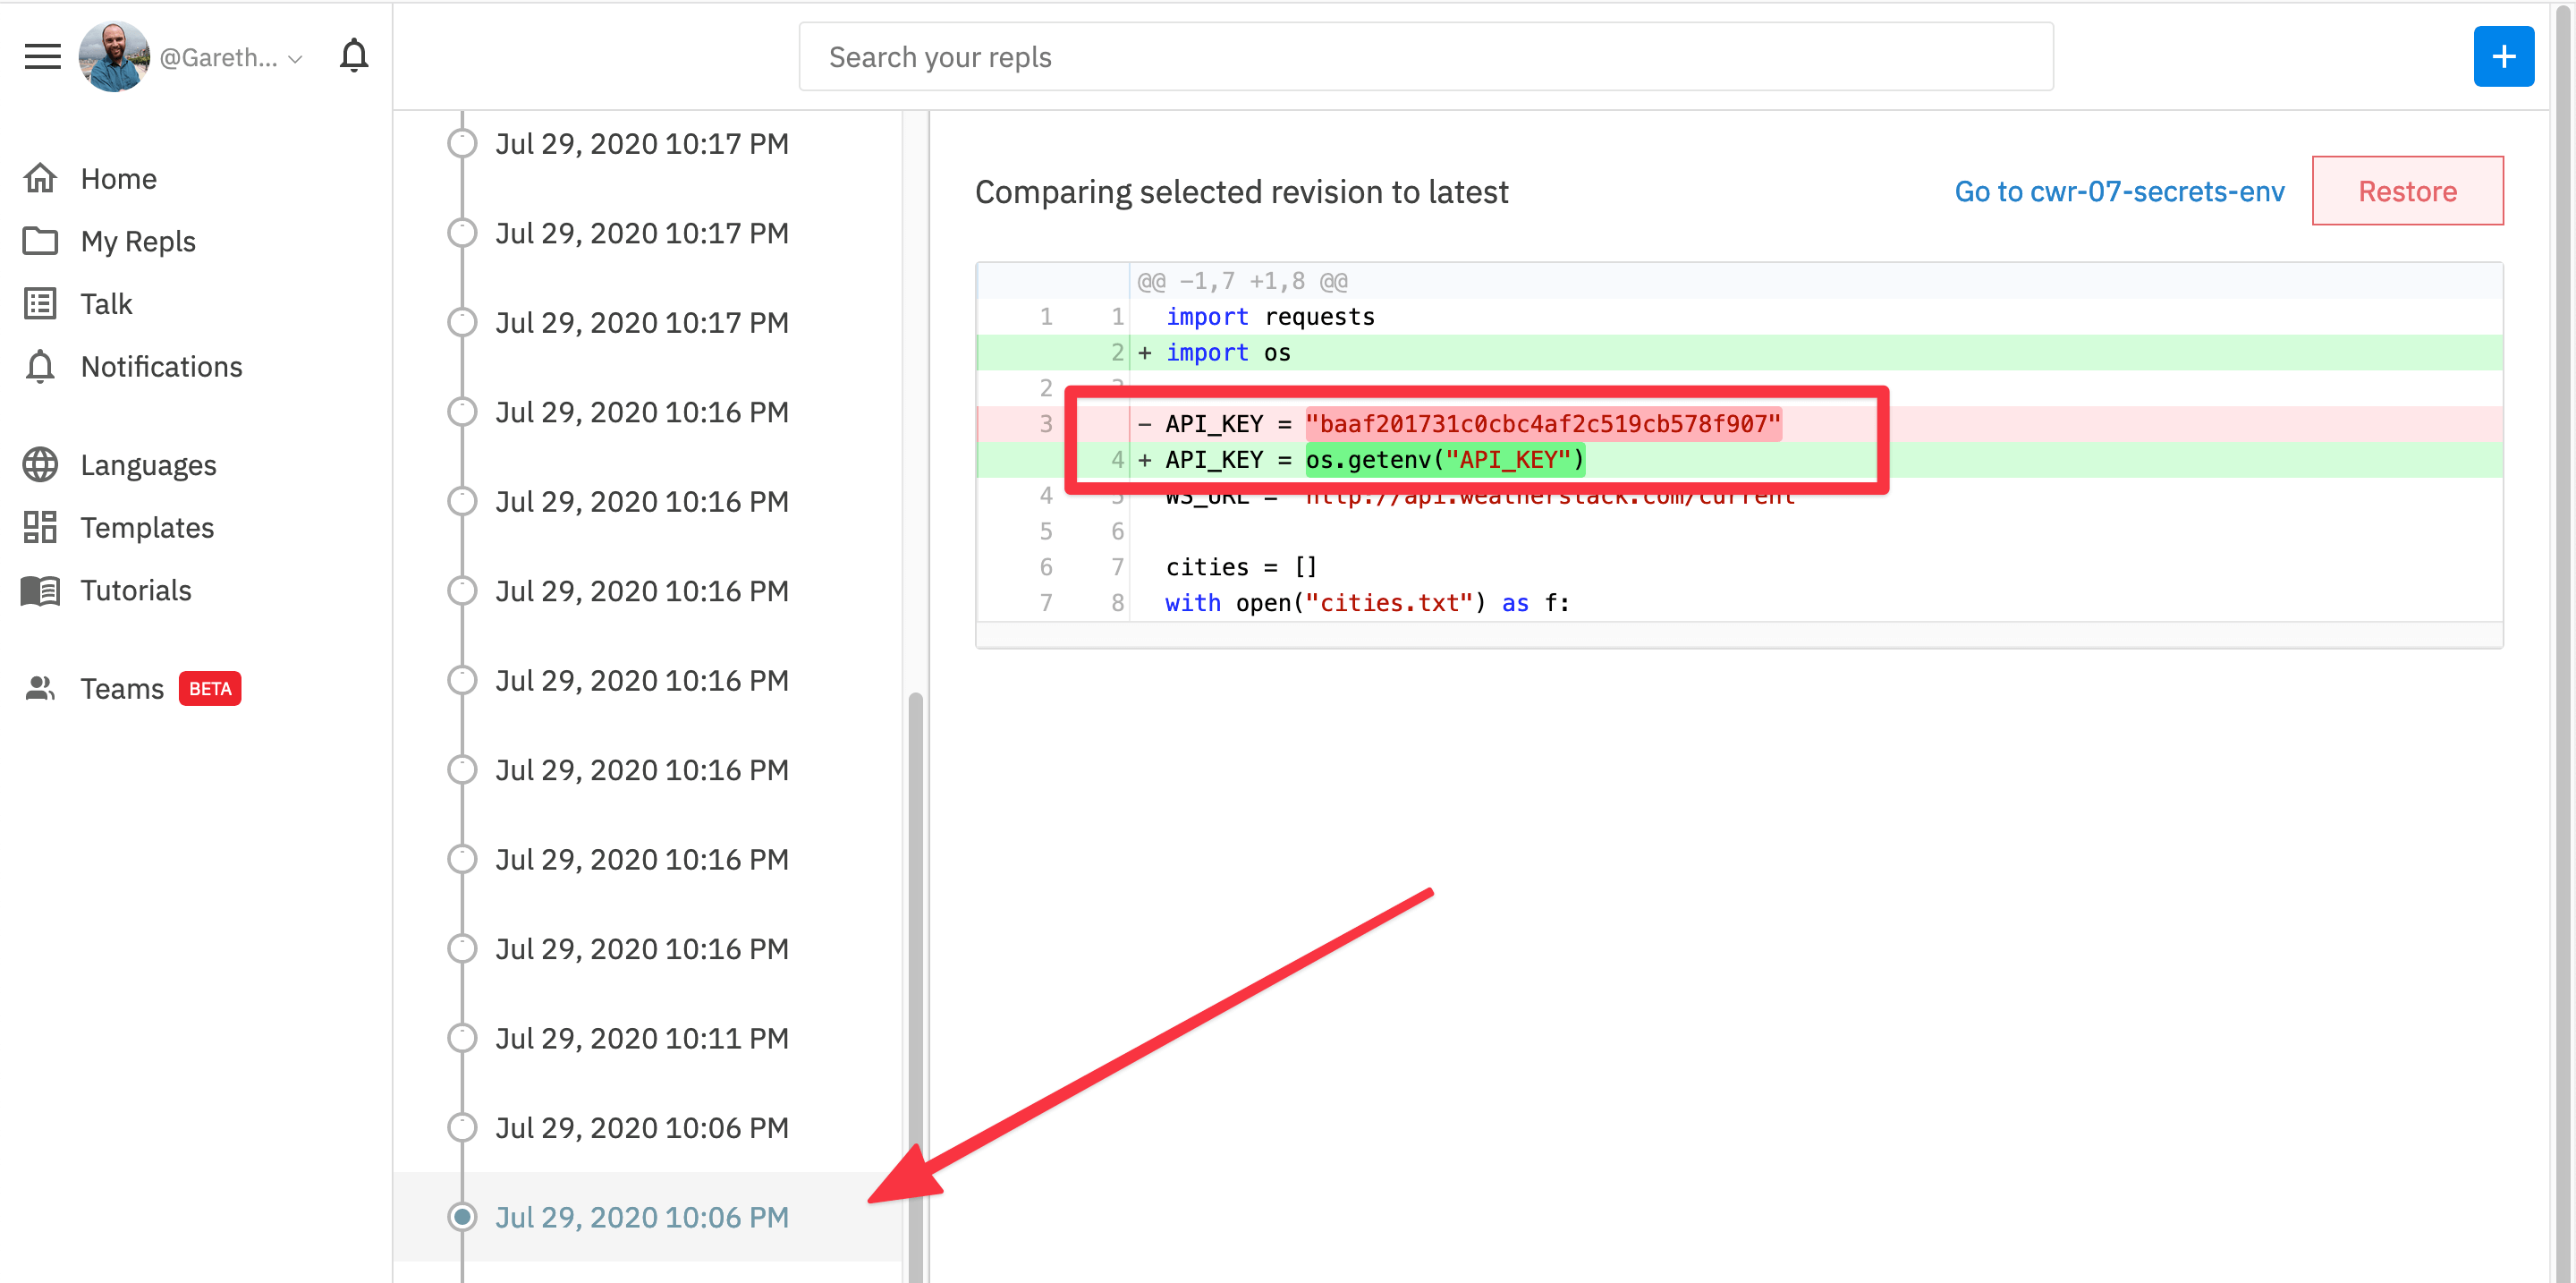 @Gareth...
Search your repls
+
Home
My Repls
Talk
Notifications
Languages
Templates
Tutorials
Teams BETA
Jul 29, 2020 10:17 PM
Jul 29, 2020 10:17 PM
Jul 29, 2020 10:17 PM
Jul 29, 2020 10:16 PM
Jul 29, 2020 10:16 PM
Jul 29, 2020 10:16 PM
Jul 29, 2020 10:16 PM
Jul 29, 2020 10:16 PM
Jul 29, 2020 10:16 PM
Jul 29, 2020 10:16 PM
Jul 29, 2020 10:11 PM
Jul 29, 2020 10:06 PM
Jul 29, 2020 10:06 PM
Comparing selected revision to latest
Go to cwr-07-secrets-env
Restore
@@ -1,7 +1,8 @@
1 1 import requests
2 + import os
2 3
3 - API_KEY = "baaf201731c0cbc4af2c519cb578f907"
4 + API_KEY = os.getenv("API_KEY")
4 5 WS_URL = "http://api.weatherstack.com/current"
5 6
6 7 cities = []
7 8 with open("cities.txt") as f: